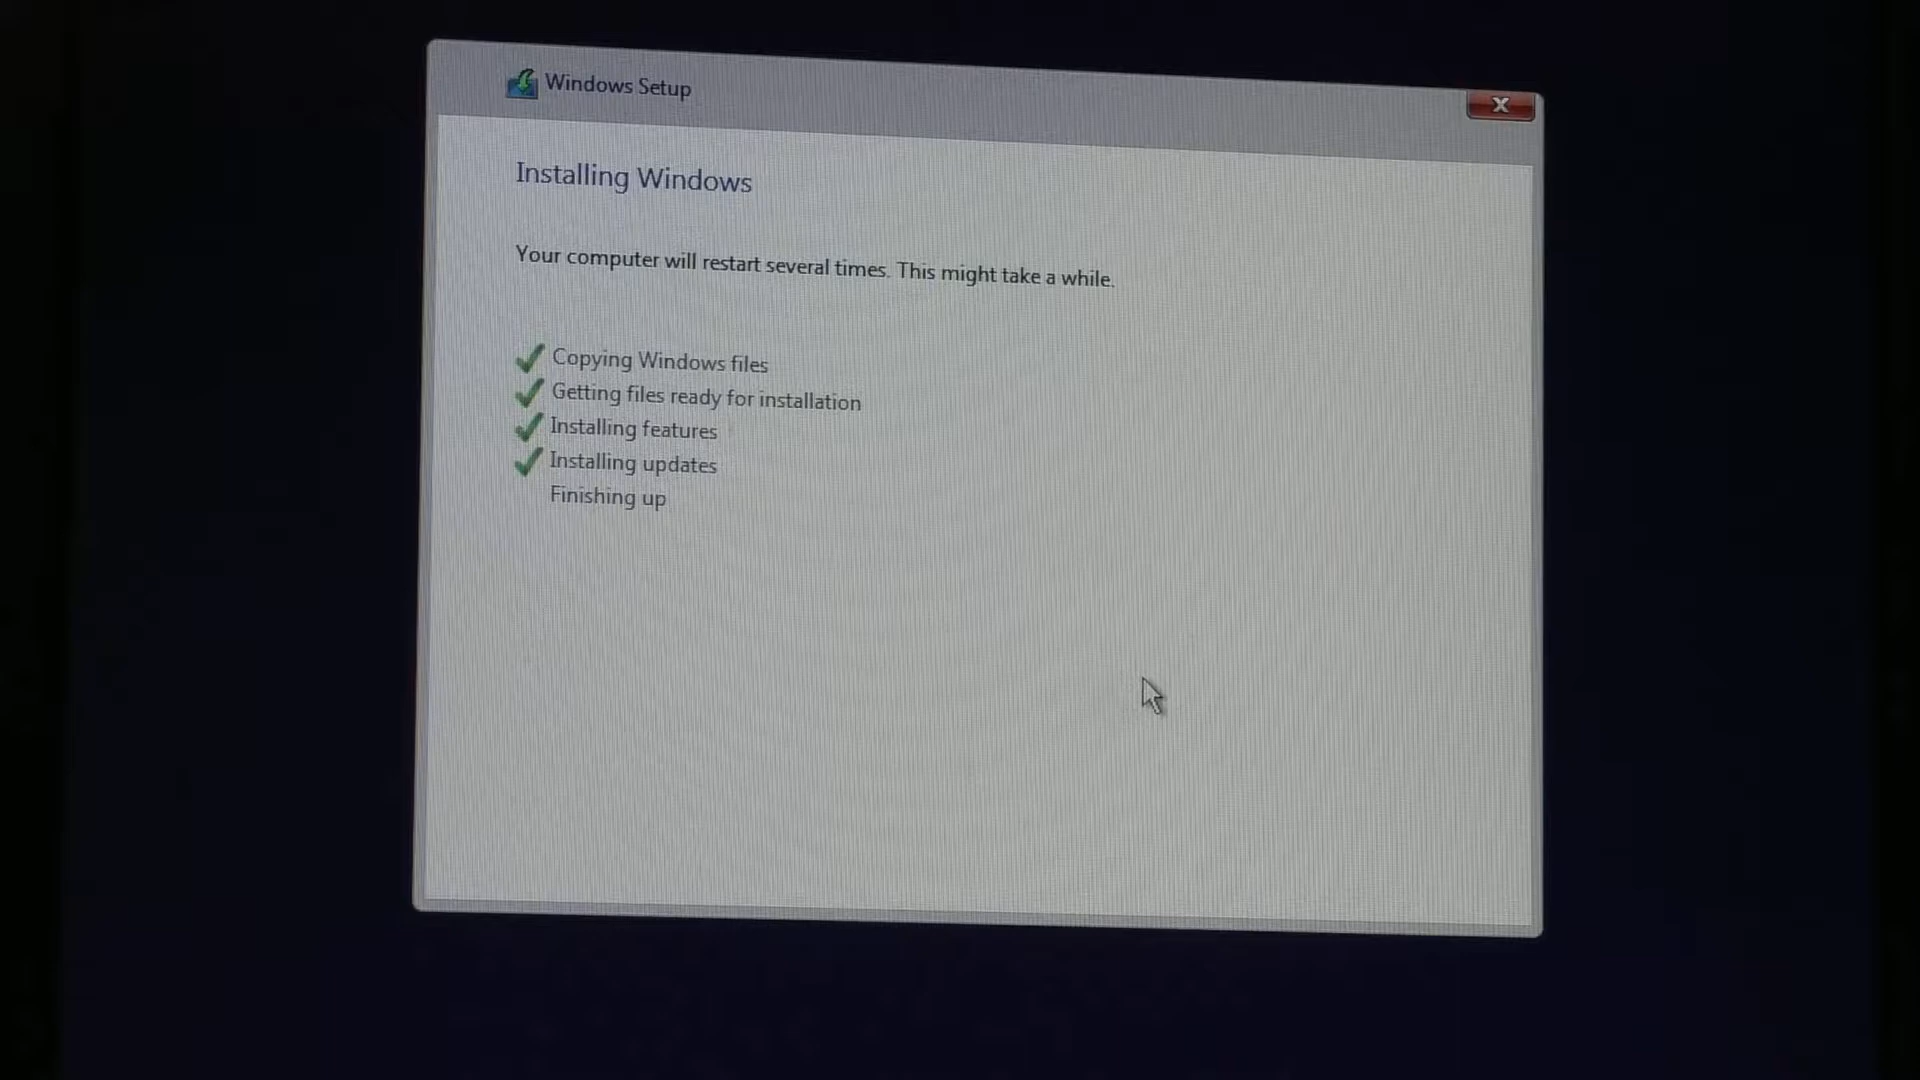 Windows Setup
Installing Windows
Your computer will restart several times. This might take a while.
Copying Windows files
Getting files ready for installation
Installing features
Installing updates
Finishing up